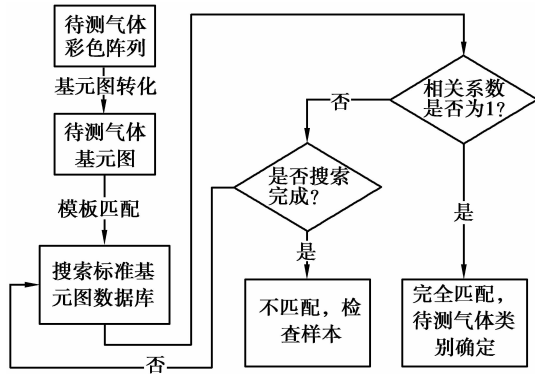 待测气体
彩色阵列
基元图转化
待测气体
基元图
模板匹配
搜索标准基
元图数据库
相关系数
是否为1?
否
是否搜索
完成?
是
不匹配，检
查样本
是
完全匹配，
待测气体类
别确定
否